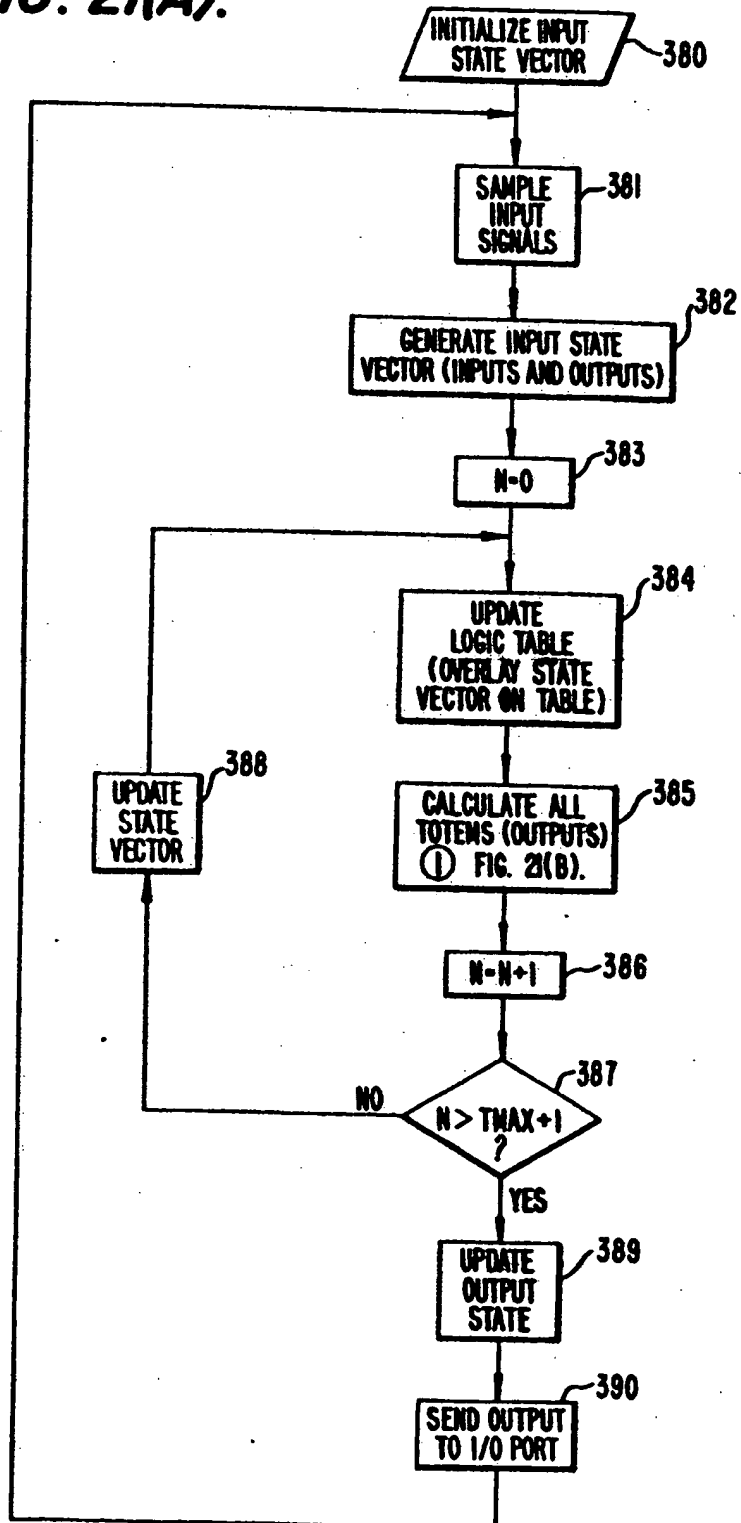 21(A).
INITIALIZE INPUT
STATE VECTOR
380
SAMPLE
INPUT
SIGNALS
381
382
GENERATE INPUT STATE
VECTOR (INPUTS AND OUTPUTS)
383
N=0
384
UPDATE
LOGIC TABLE
(OVERLAY STATE
VECTOR ON TABLE)
388
UPDATE
STATE
VECTOR
385
CALCULATE ALL
TOTEMS (OUTPUTS)
1 FIG. 21(B).
N=N+1
386
387
NO
N > TMAX+1
?
YES
389
UPDATE
OUTPUT
STATE
390
SEND OUTPUT
TO I/O PORT